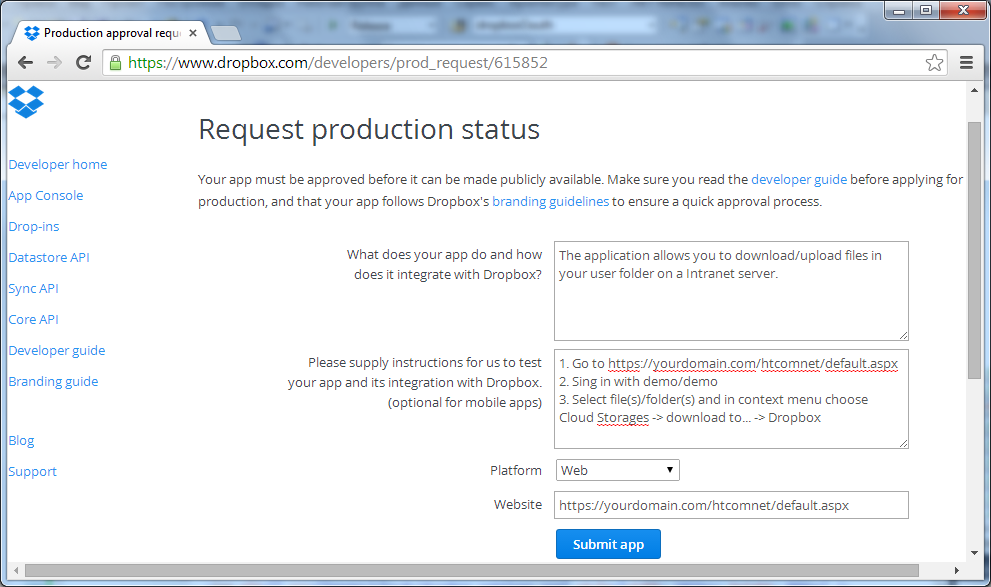 Production approval requ
https://www.dropbox.com/developers/prod_request/615852
Request production status
Developer home
App Console
Drop-ins
Datastore API
Sync API
Core API
Developer guide
Branding guide
Blog
Support
Your app must be approved before it can be made publicly available. Make sure you read the developer guide before applying for
production, and that your app follows Dropbox's branding guidelines to ensure a quick approval process.
What does your app do and how
does it integrate with Dropbox?
The application allows you to download/upload files in
your user folder on a Intranet server.
Please supply instructions for us to test
your app and its integration with Dropbox.
(optional for mobile apps)
1. Go to https://yourdomain.com/htcomnet/default.aspx
2. Sing in with demo/demo
3. Select file(s)/folder(s) and in context menu choose
Cloud Storages -> download to... -> Dropbox
Platform
Web
Website
https://yourdomain.com/htcomnet/default.aspx
Submit app